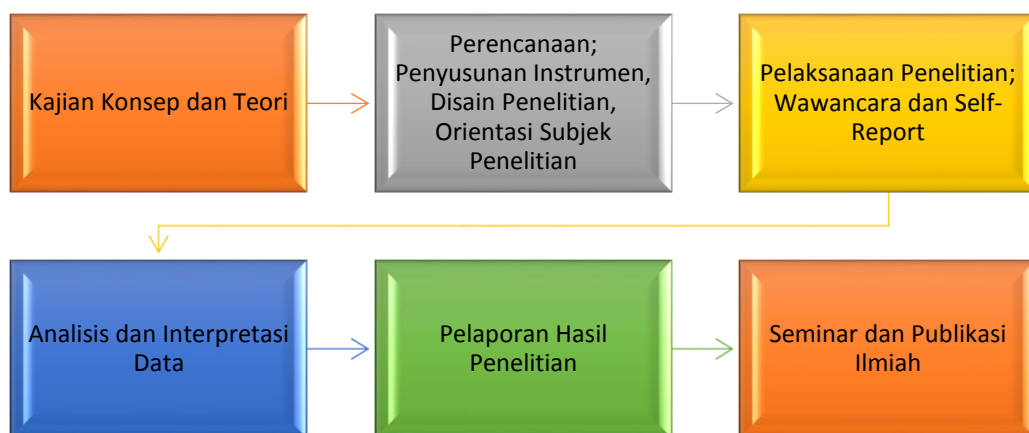 Kajian Konsep dan Teori
Perencanaan;
Penyusunan Instrumen,
Disain Penelitian,
Orientasi Subjek
Penelitian
Pelaksanaan Penelitian;
Wawancara dan Self-
Report
Analisis dan Interpretasi
Data
Pelaporan Hasil
Penelitian
Seminar dan Publikasi
Ilmiah